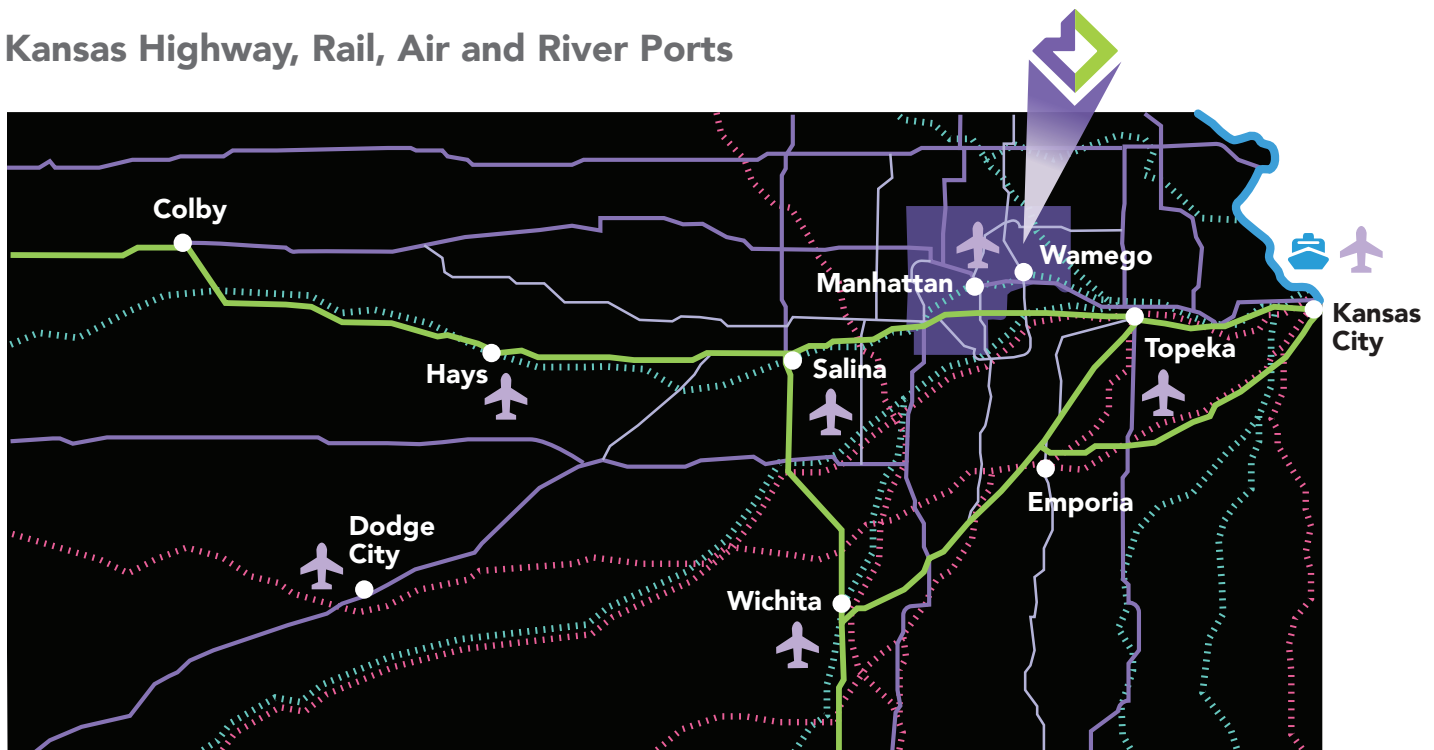 Kansas Highway, Rail, Air and River Ports
Colby
Wamego
Manhattan
Kansas
City
Topeka
Hays
Salina
Emporia
Dodge
City
Wichita